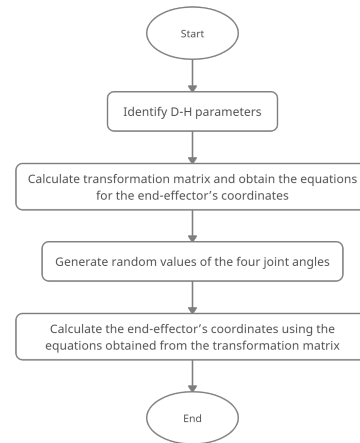 Start
Identify D-H parameters
Calculate transformation matrix and obtain the equations
for the end-effector’s coordinates
Generate random values of the four joint angles
Calculate the end-effector’s coordinates using the
equations obtained from the transformation matrix
End